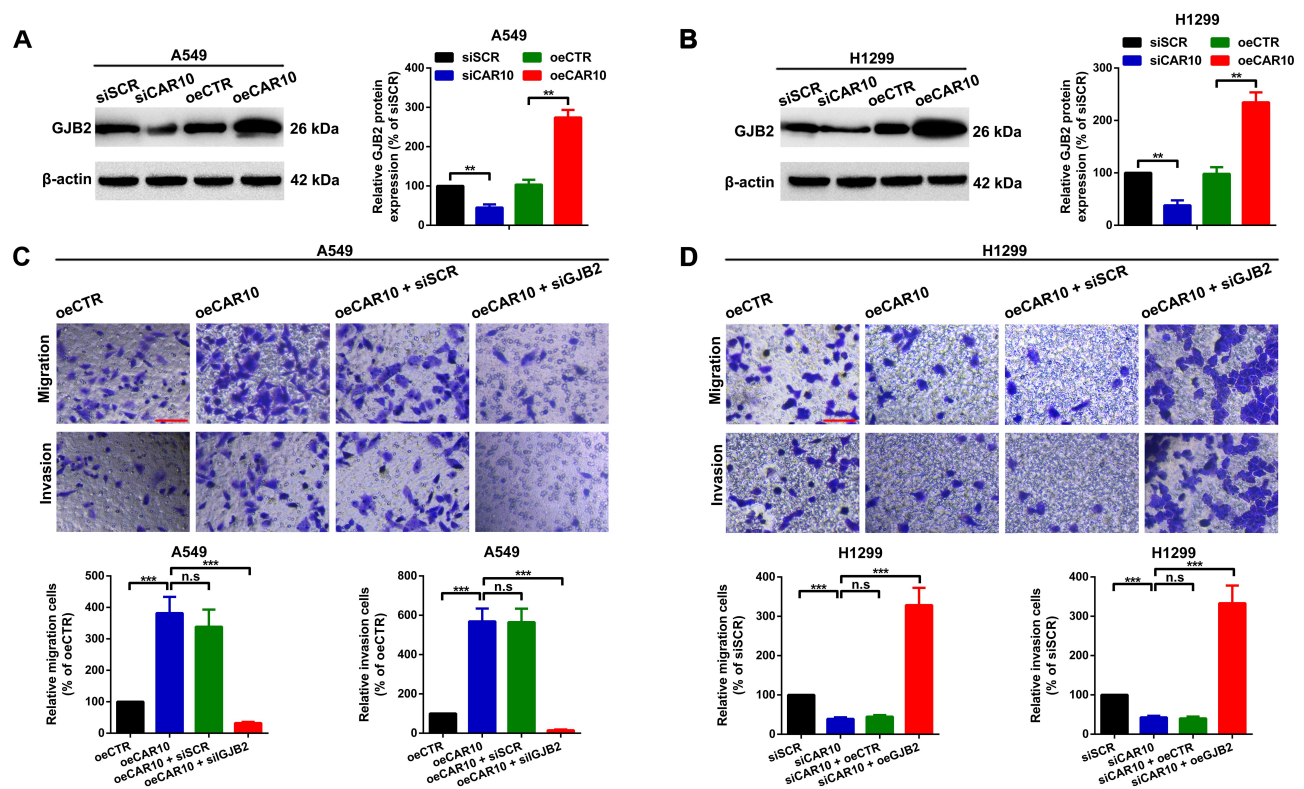 A
A549
siSCR siCAR10 oeCTR oeCAR10
GJB2
26 kDa
β-actin
42 kDa
A549
siSCR oeCTR
siCAR10 oeCAR10
Relative GJB2 protein
expression (% of siSCR)
400
300
200
100
0
**
**
B
H1299
siSCR siCAR10 oeCTR oeCAR10
GJB2
26 kDa
β-actin
42 kDa
H1299
siSCR oeCTR
siCAR10 oeCAR10
Relative GJB2 protein
expression (% of siSCR)
300
200
100
0
**
**
C
A549
oeCTR oeCAR10 oeCAR10 + siSCR oeCAR10 + siGJB2
Migration
Invasion
A549
Relative migration cells
(% of oeCTR)
500
400
300
200
100
0
***
n.s
***
oeCTR
oeCAR10
oeCAR10 + siSCR
oeCAR10 + silGJB2
A549
Relative invasion cells
(% of oeCTR)
800
600
400
200
0
***
n.s
***
oeCTR
oeCAR10
oeCAR10 + siSCR
oeCAR10 + silGJB2
D
H1299
oeCTR oeCAR10 oeCAR10 + siSCR oeCAR10 + siGJB2
Migration
Invasion
H1299
Relative migration cells
(% of siSCR)
400
300
200
100
0
***
n.s
***
siSCR
siCAR10
siCAR10 + oeCTR
siCAR10 + oeGJB2
H1299
Relative invasion cells
(% of siSCR)
400
300
200
100
0
***
n.s
***
siSCR
siCAR10
siCAR10 + oeCTR
siCAR10 + oeGJB2